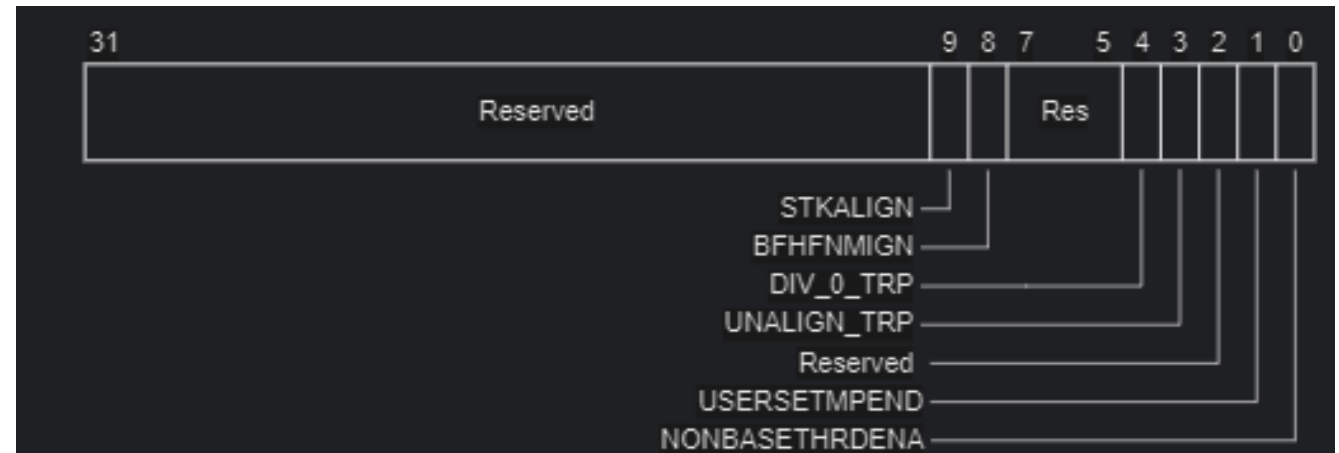 31 9 8 7 5 4 3 2 1 0
Reserved Res
STKALIGN
BFHFNMIGN
DIV_0_TRP
UNALIGN_TRP
Reserved
USERSETMPEND
NONBASETHRDENA